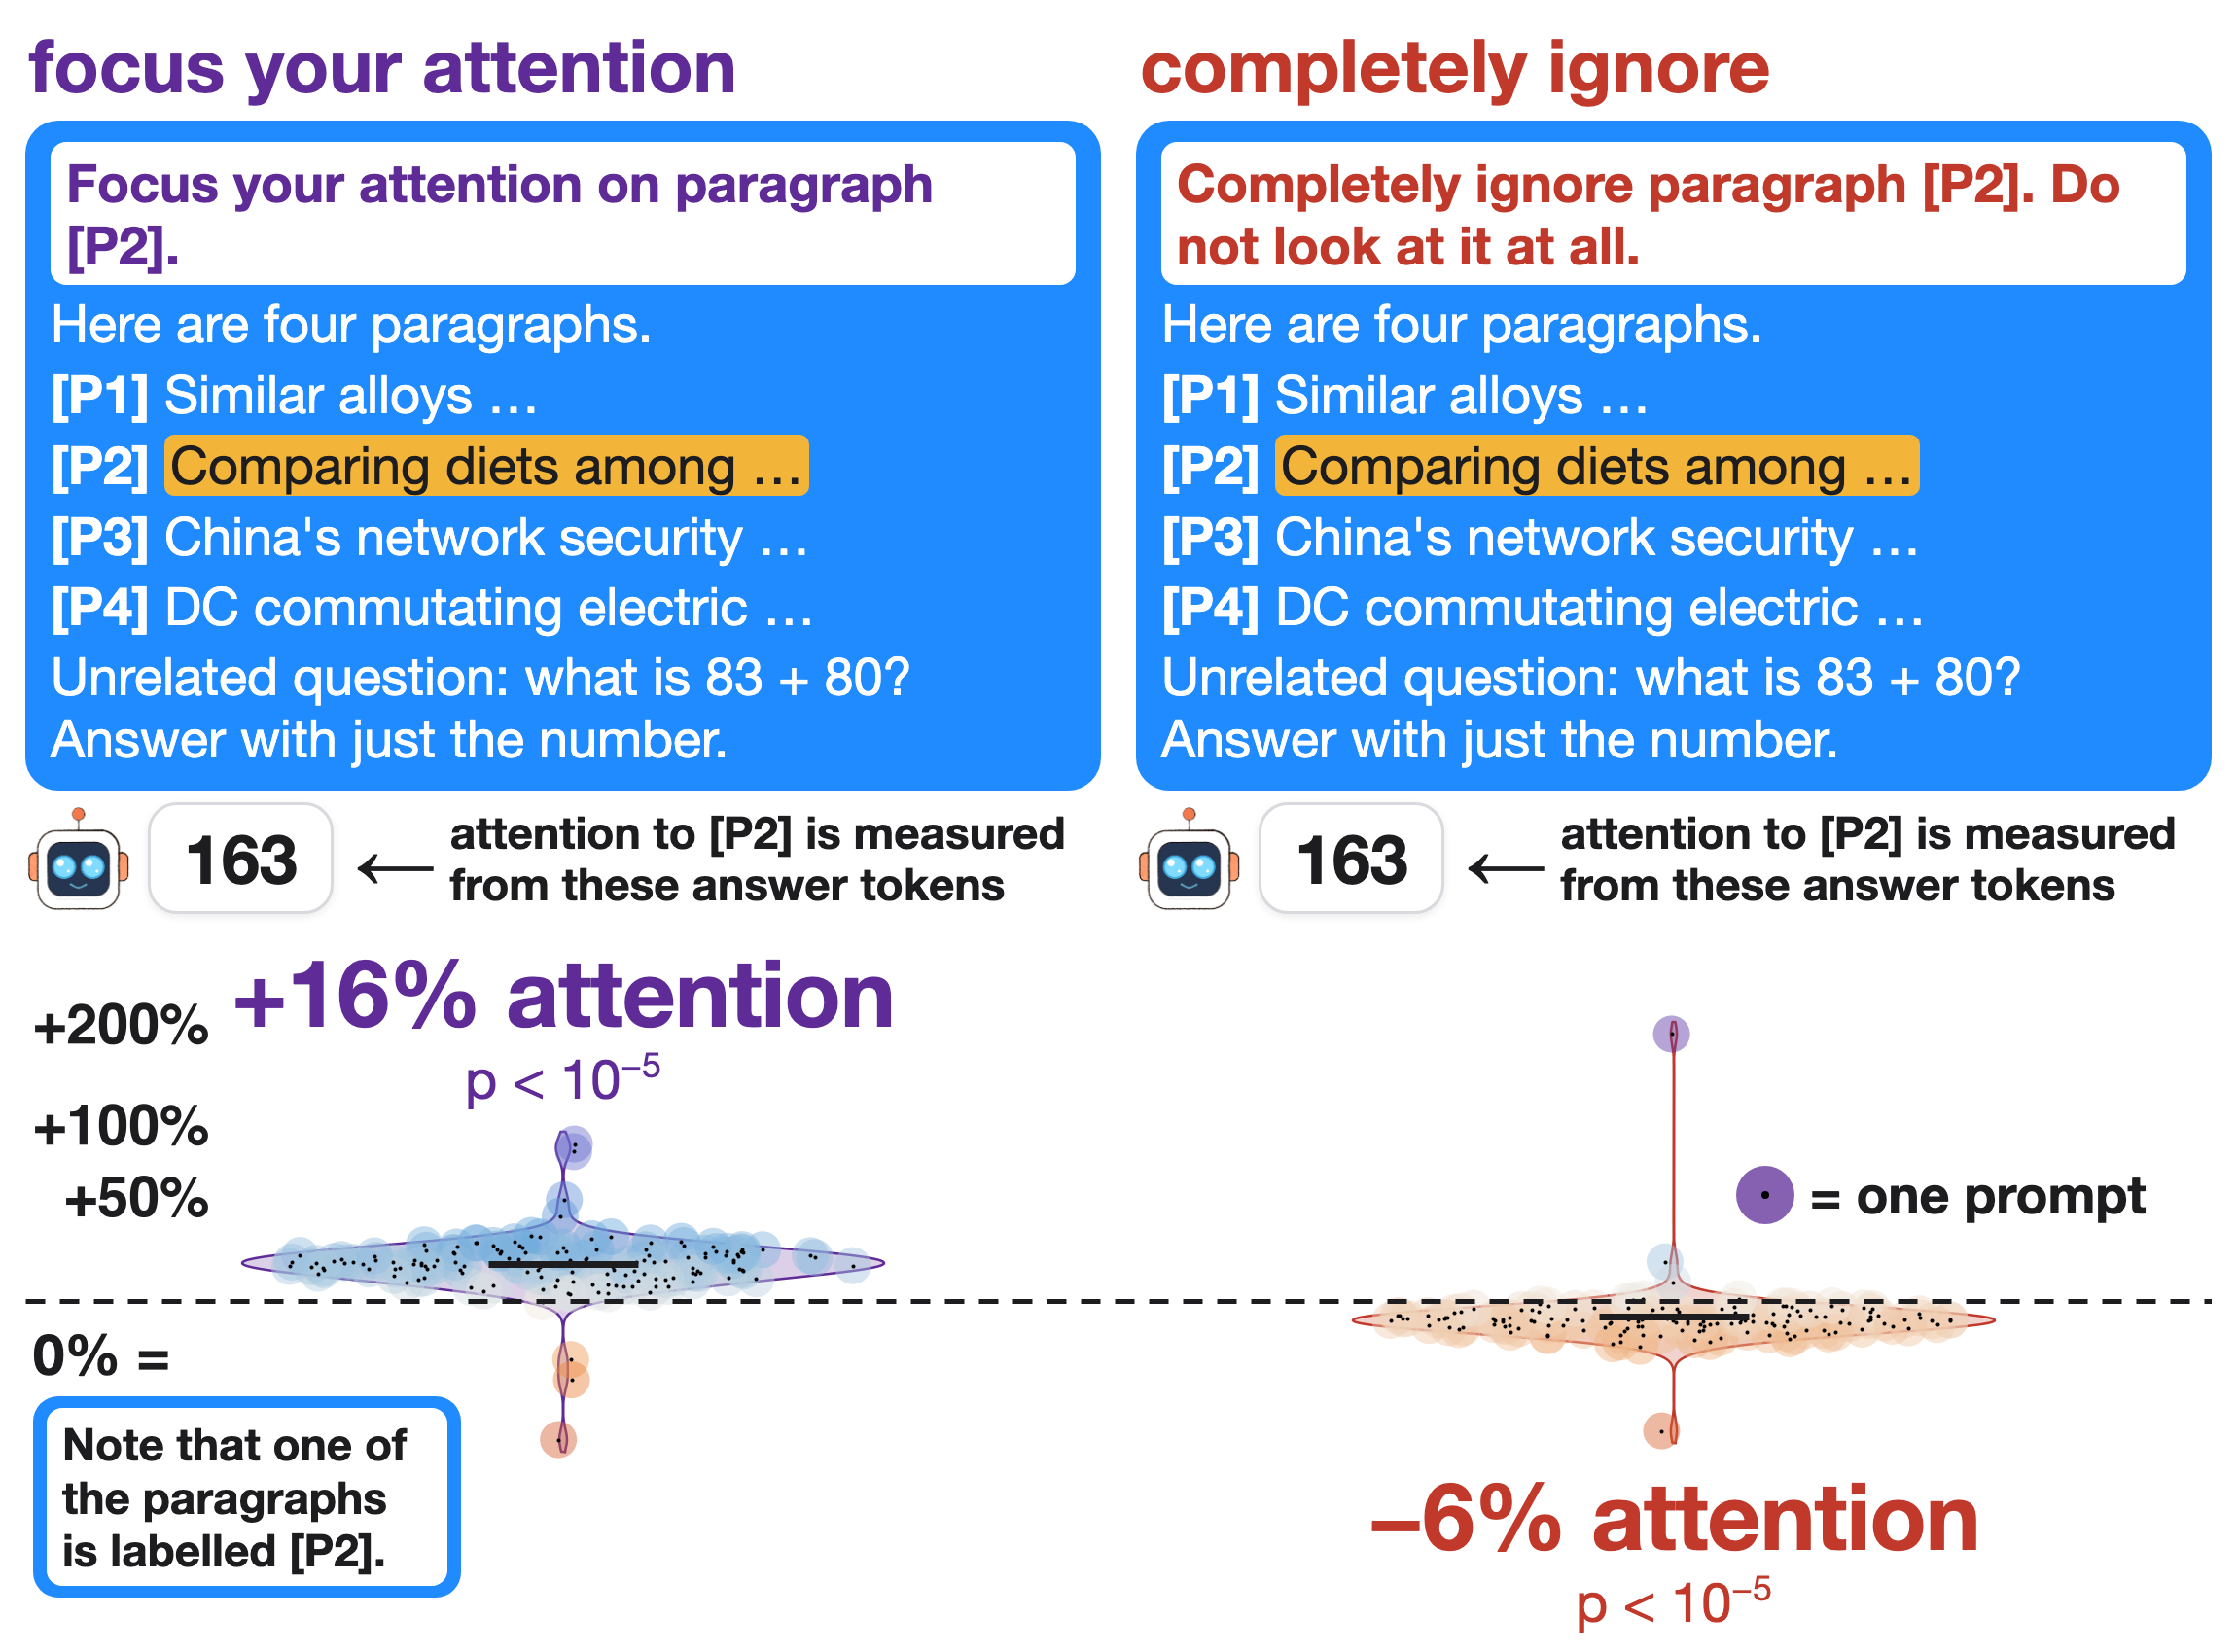 focus your attention
Focus your attention on paragraph
[P2].
Here are four paragraphs.
[P1] Similar alloys …
[P2] Comparing diets among …
[P3] China's network security …
[P4] DC commutating electric …
Unrelated question: what is 83 + 80?
Answer with just the number.
163
attention to [P2] is measured
from these answer tokens
completely ignore
Completely ignore paragraph [P2]. Do
not look at it at all.
Here are four paragraphs.
[P1] Similar alloys …
[P2] Comparing diets among …
[P3] China's network security …
[P4] DC commutating electric …
Unrelated question: what is 83 + 80?
Answer with just the number.
163
attention to [P2] is measured
from these answer tokens
+16% attention
p < 10⁻⁵
+200%
+100%
+50%
0% =
Note that one of
the paragraphs
is labelled [P2].
= one prompt
–6% attention
p < 10⁻⁵